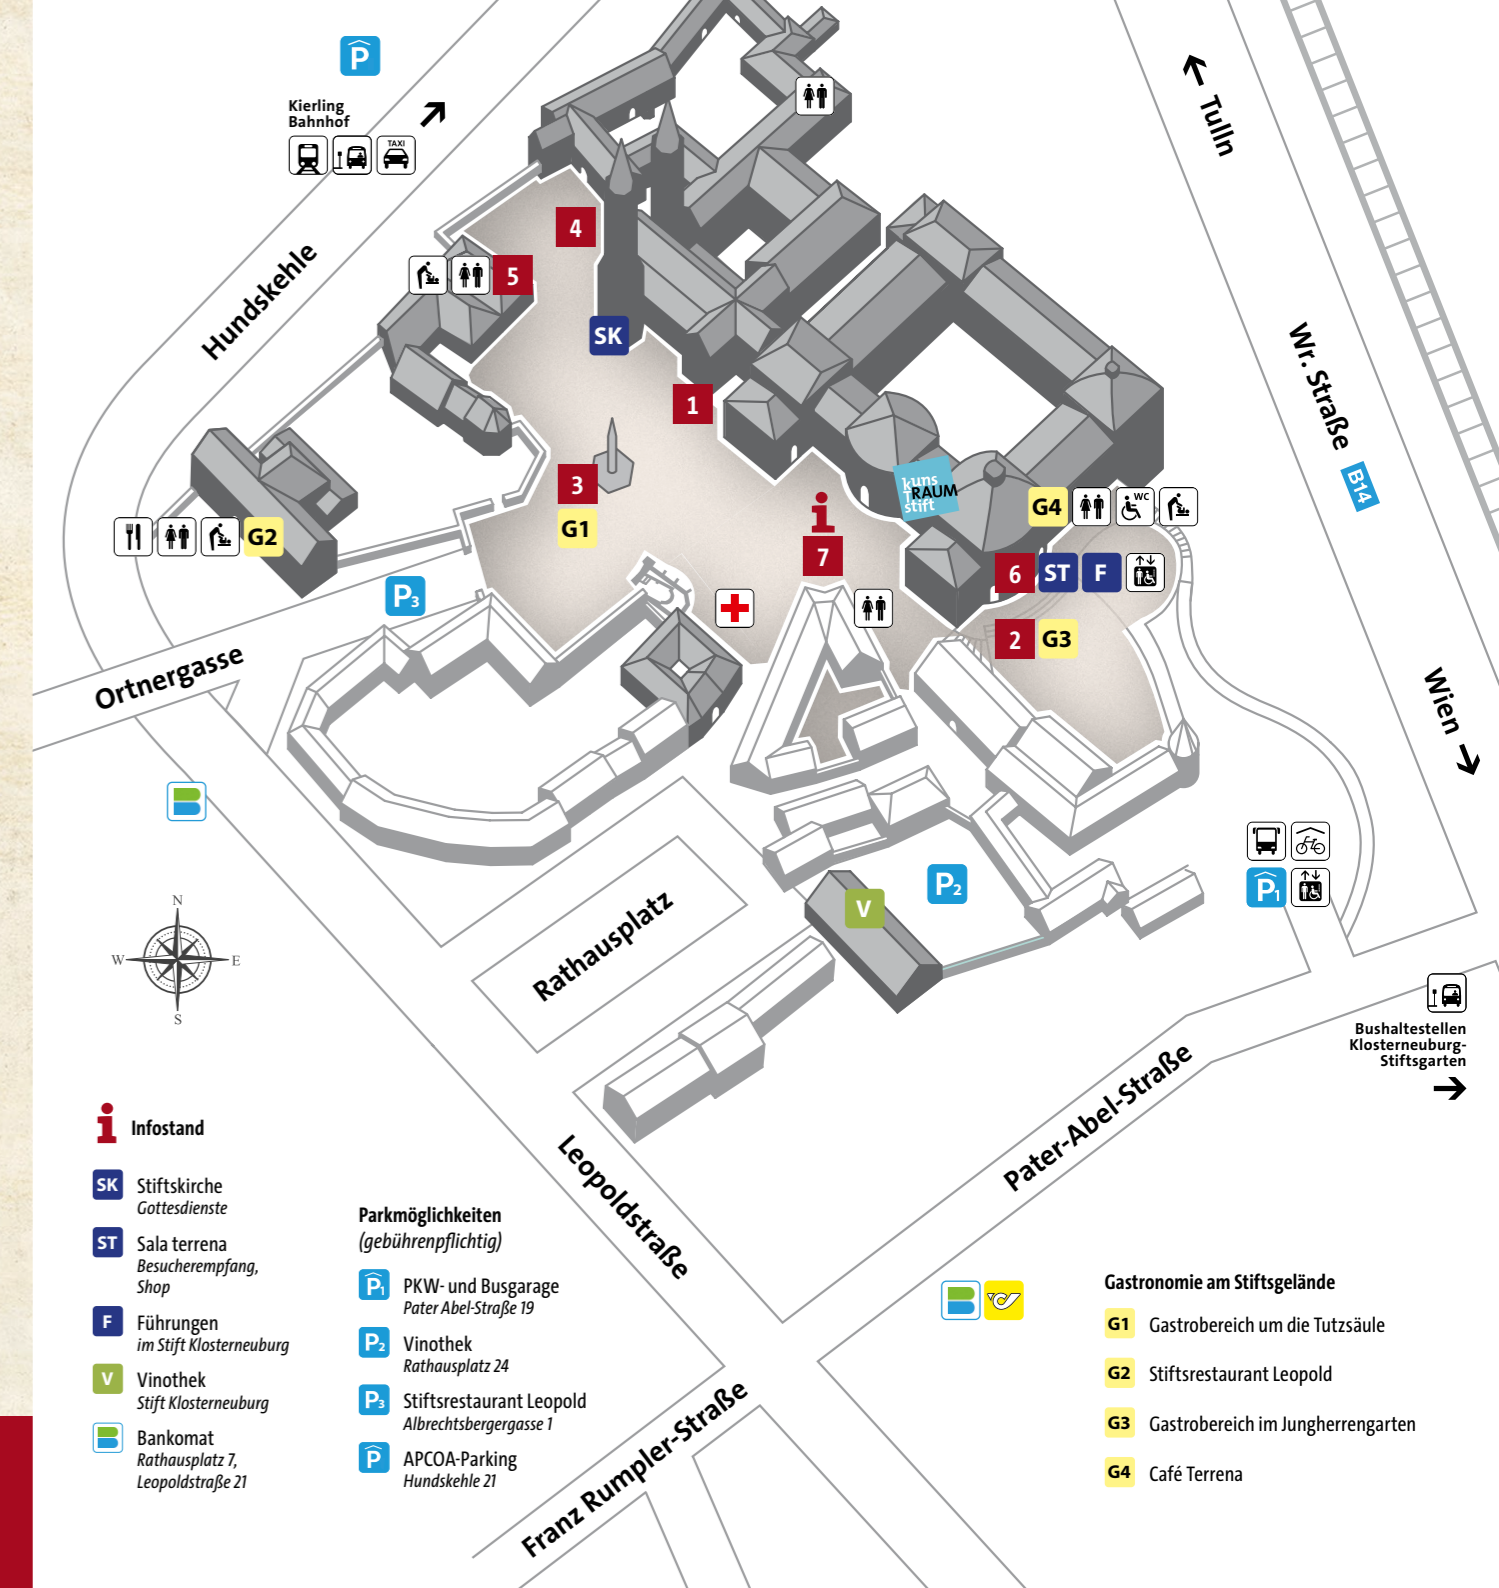 P
Kierling
Bahnhof
TAXI
Tulln
Hundskehle
4
5
SK
1
Wr. Straße
B14
3
G1
kuns
TRAUM
stift
G4
WC
G2
7
6
ST
F
P3
2
G3
Ortnergasse
Wien
P1
P2
V
Rathausplatz
N
W
E
S
Bushaltestellen
Klosterneuburg-
Stiftsgarten
Pater-Abel-Straße
Leopoldstraße
Franz Rumpler-Straße
i Infostand
SK Stiftskirche
Gottesdienste
ST Sala terrena
Besucherempfang,
Shop
F Führungen
im Stift Klosterneuburg
V Vinothek
Stift Klosterneuburg
Bankomat
Rathausplatz 7,
Leopoldstraße 21
Parkmöglichkeiten
(gebührenpflichtig)
P1 PKW- und Busgarage
Pater Abel-Straße 19
P2 Vinothek
Rathausplatz 24
P3 Stiftsrestaurant Leopold
Albrechtsbergergasse 1
P APCOA-Parking
Hundskehle 21
Gastronomie am Stiftsgelände
G1 Gastrobereich um die Tutzsäule
G2 Stiftsrestaurant Leopold
G3 Gastrobereich im Jungherrengarten
G4 Café Terrena